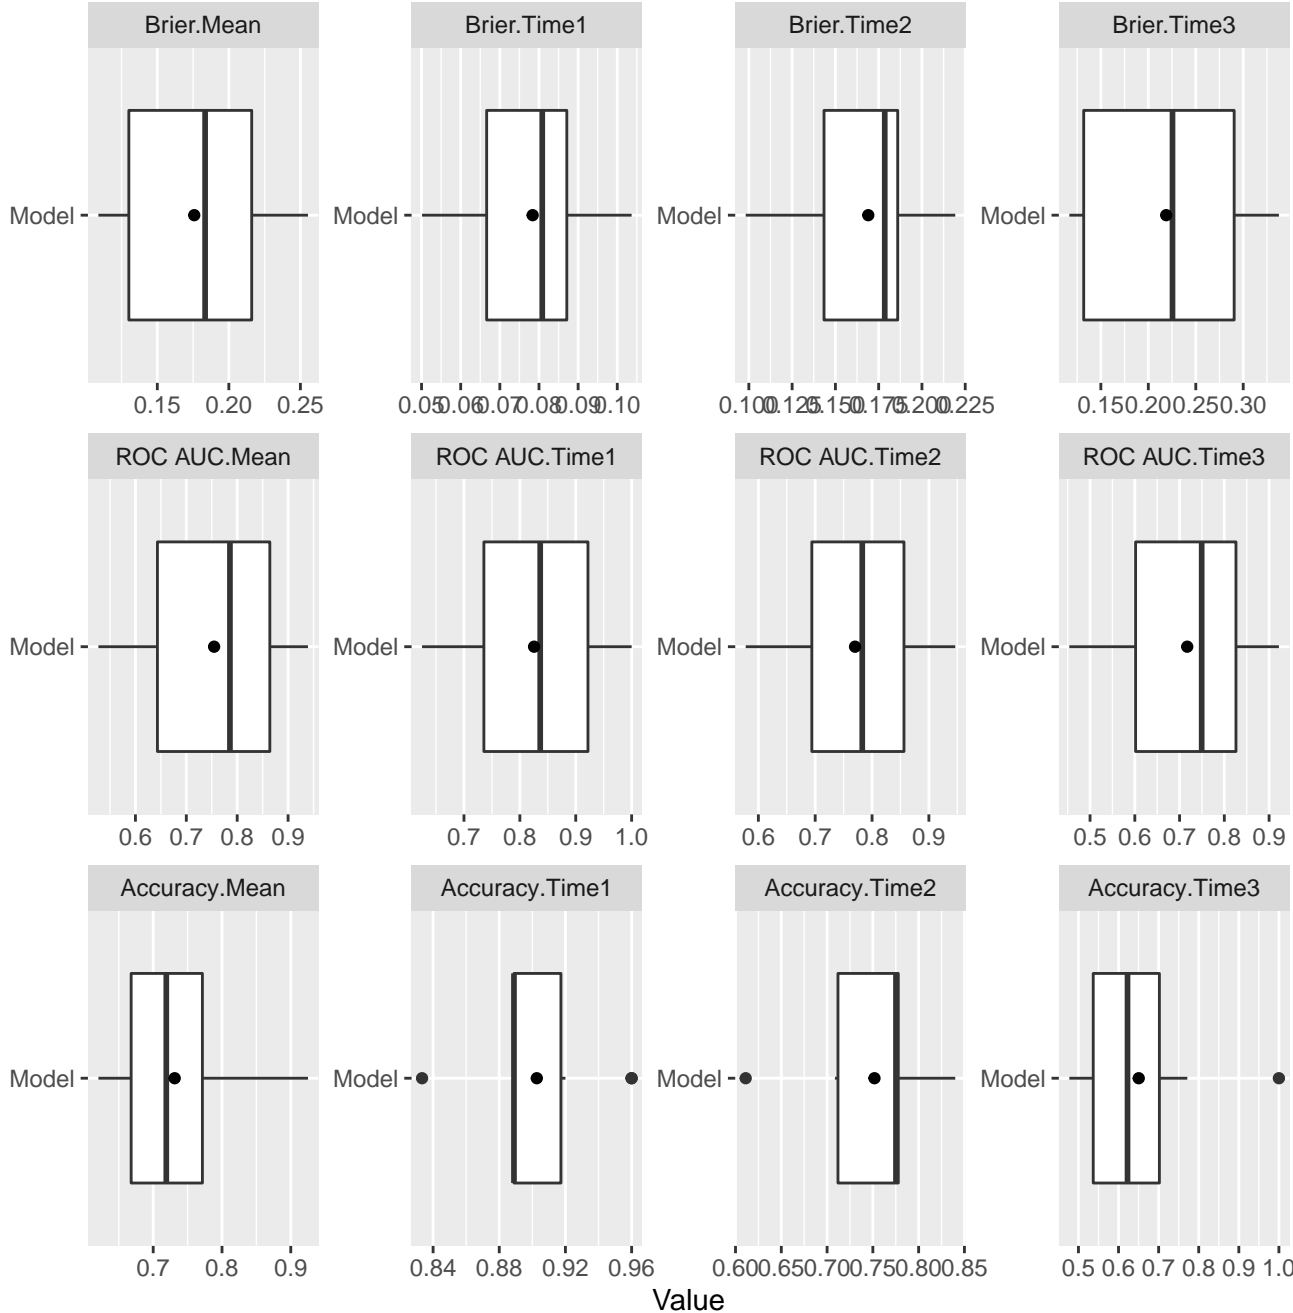 Brier.Mean Brier.Time1 Brier.Time2 Brier.Time3
Model Model Model Model
0.15 0.20 0.25 0.05 0.06 0.07 0.08 0.09 0.10 0.100 0.125 0.150 0.175 0.200 0.225 0.15 0.20 0.25 0.30
ROC AUC.Mean ROC AUC.Time1 ROC AUC.Time2 ROC AUC.Time3
Model Model Model Model
0.6 0.7 0.8 0.9 0.7 0.8 0.9 1.0 0.6 0.7 0.8 0.9 0.5 0.6 0.7 0.8 0.9
Accuracy.Mean Accuracy.Time1 Accuracy.Time2 Accuracy.Time3
Model Model Model Model
0.7 0.8 0.9 0.84 0.88 0.92 0.96 0.60 0.65 0.70 0.75 0.80 0.85 0.5 0.6 0.7 0.8 0.9 1.0
Value